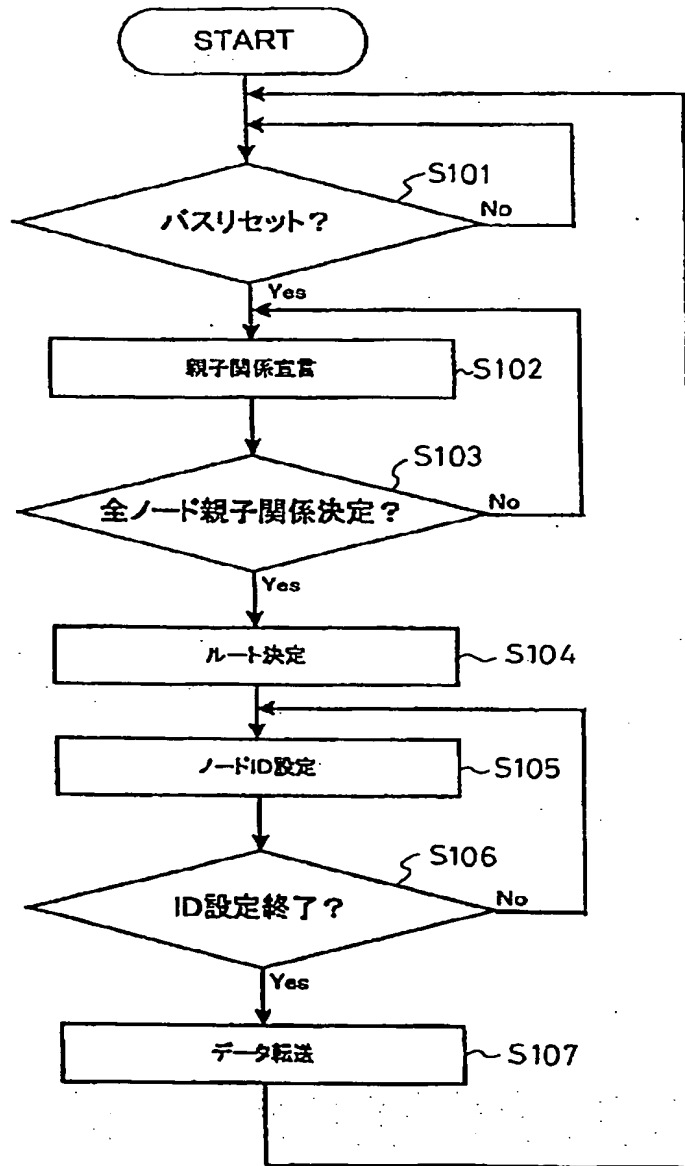 START
S101
バスリセット？
No
Yes
親子関係宣言
S102
S103
全ノード親子関係決定？
No
Yes
ルート決定
S104
ノードID設定
S105
S106
ID設定終了？
No
Yes
データ転送
S107